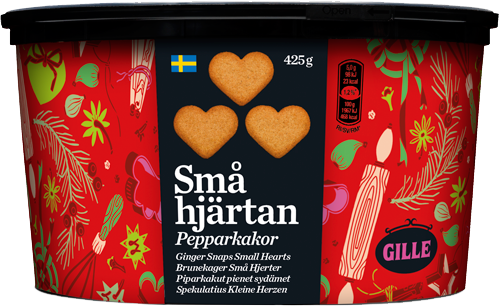 425g
Små
hjärtan
Pepparkakor
Ginger Snaps Small Hearts
Brunekager Små Hjerter
Piparkakut pienet sydämet
Spekulatius Kleine Herzen
GILLE